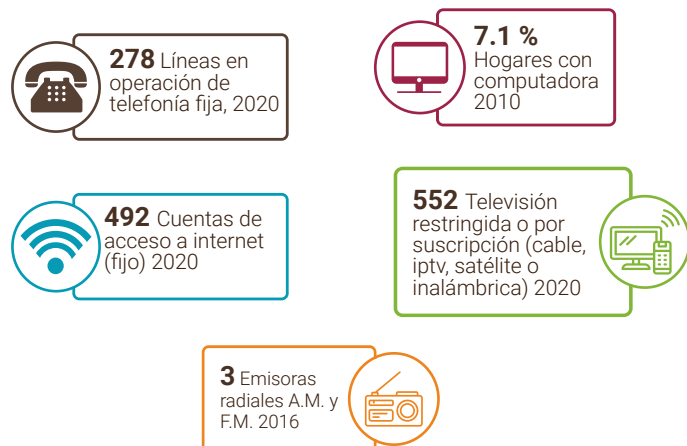 278 Líneas en
operación de
telefonía fija, 2020
7.1 %
Hogares con
computadora
2010
492 Cuentas de
acceso a internet
(fijo) 2020
552 Televisión
restringida o por
suscripción (cable,
iptv, satélite o
inalámbrica) 2020
3 Emisoras
radiales A.M. y
F.M. 2016